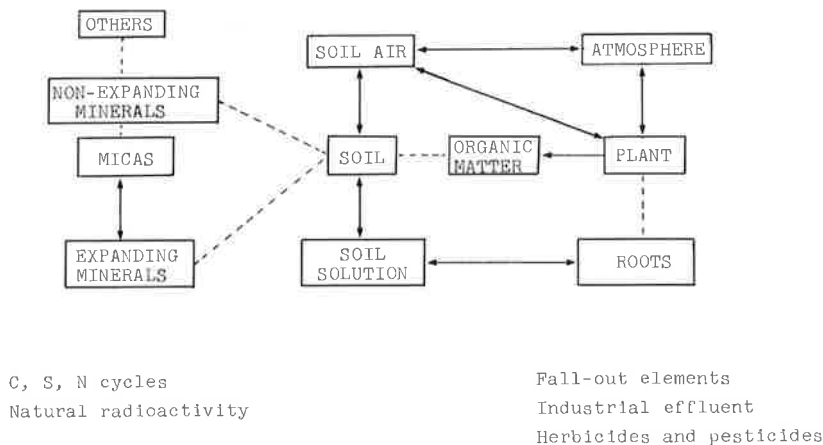 OTHERS
SOIL AIR
ATMOSPHERE
NON-EXPANDING
MINERALS
MICAS
SOIL
ORGANIC
MATTER
PLANT
EXPANDING
MINERALS
SOIL
SOLUTION
ROOTS
C, S, N cycles
Natural radioactivity
Fall-out elements
Industrial effluent
Herbicides and pesticides